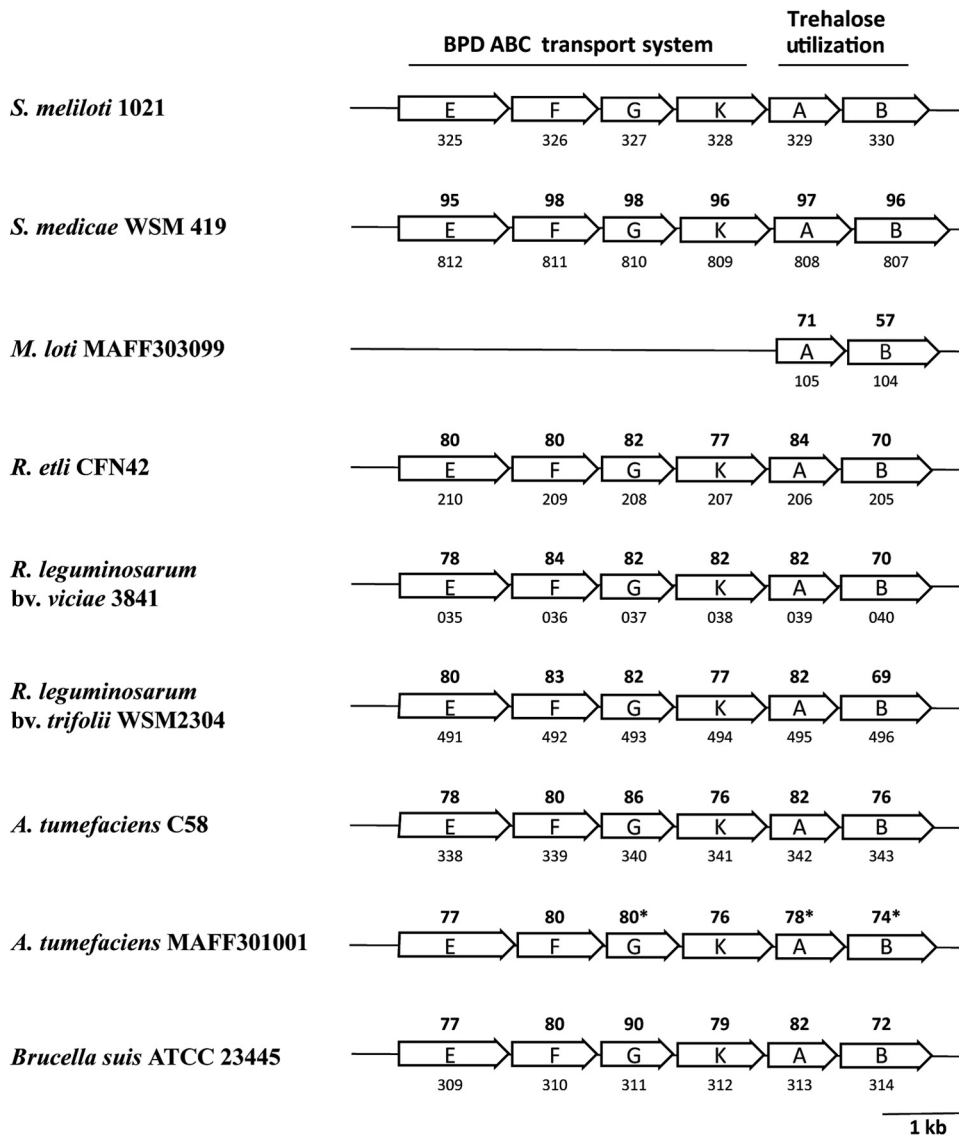 BPD ABC transport system
Trehalose
utilization
S. meliloti 1021
E F G K A B
325 326 327 328 329 330
95 98 98 96 97 96
S. medicae WSM 419
E F G K A B
812 811 810 809 808 807
71 57
M. loti MAFF303099
A B
105 104
80 80 82 77 84 70
R. etli CFN42
E F G K A B
210 209 208 207 206 205
78 84 82 82 82 70
R. leguminosarum
bv. viciae 3841
E F G K A B
035 036 037 038 039 040
80 83 82 77 82 69
R. leguminosarum
bv. trifolii WSM2304
E F G K A B
491 492 493 494 495 496
78 80 86 76 82 76
A. tumefaciens C58
E F G K A B
338 339 340 341 342 343
77 80 80* 76 78* 74*
A. tumefaciens MAFF301001
E F G K A B
77 80 90 79 82 72
Brucella suis ATCC 23445
E F G K A B
309 310 311 312 313 314
1 kb